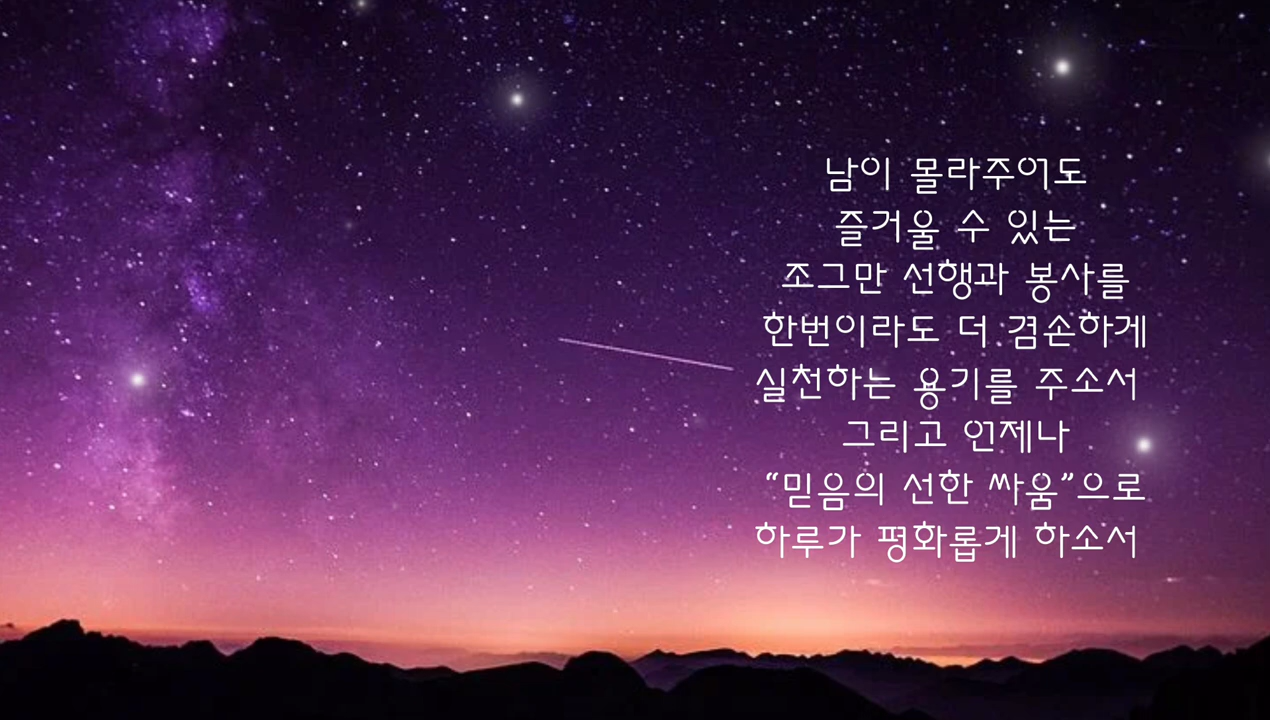 남이 몰라주어도
즐거울 수 있는
조그만 선행과 봉사를
한번이라도 더 겸손하게
실천하는 용기를 주소서
그리고 언제나
“믿음의 선한 싸움”으로
하루가 평화롭게 하소서